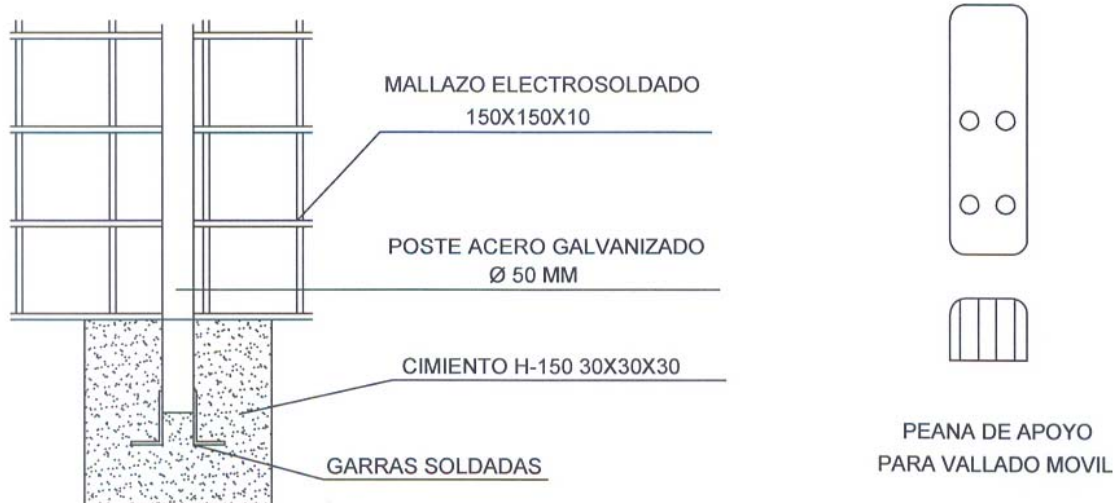 MALLAZO ELECTROSOLDADO
150X150X10
POSTE ACERO GALVANIZADO
Ø 50 MM
CIMIENTO H-150 30X30X30
GARRAS SOLDADAS
PEANA DE APOYO
PARA VALLADO MOVIL